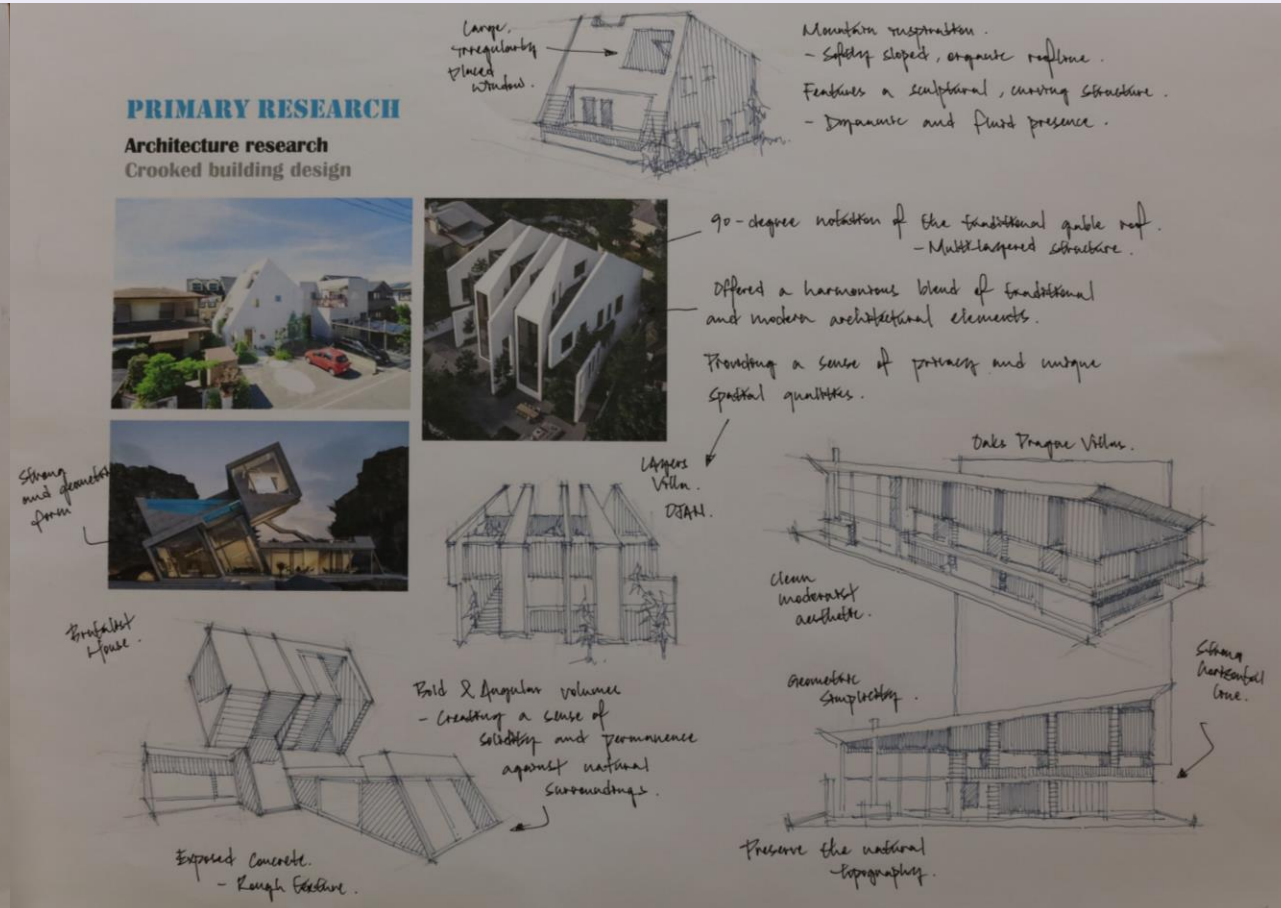 PRIMARY RESEARCH
Architecture research
Crooked building design
Large,
irregularly
placed
window.
Mountain inspiration.
- Softly sloped, organic roofline.
Features a sculptural, curving structure.
- Dynamic and fluid presence.
90-degree rotation of the traditional gable roof.
- Multilayered structure.
Offered a harmonious blend of traditional
and modern architectural elements.
Providing a sense of privacy and unique
spatial qualities.
Layers
Villa.
Strong
and geometric
form
Oaks Prague Villas.
Clean
modernist
aesthetic.
Brutalist
House.
Bold & Angular volumes
- Creating a sense of
solidity and permanence
against natural
surroundings.
Geometric
Simplicity.
Strong
horizontal
line.
Exposed Concrete.
- Rough texture.
Preserve the natural
topography.